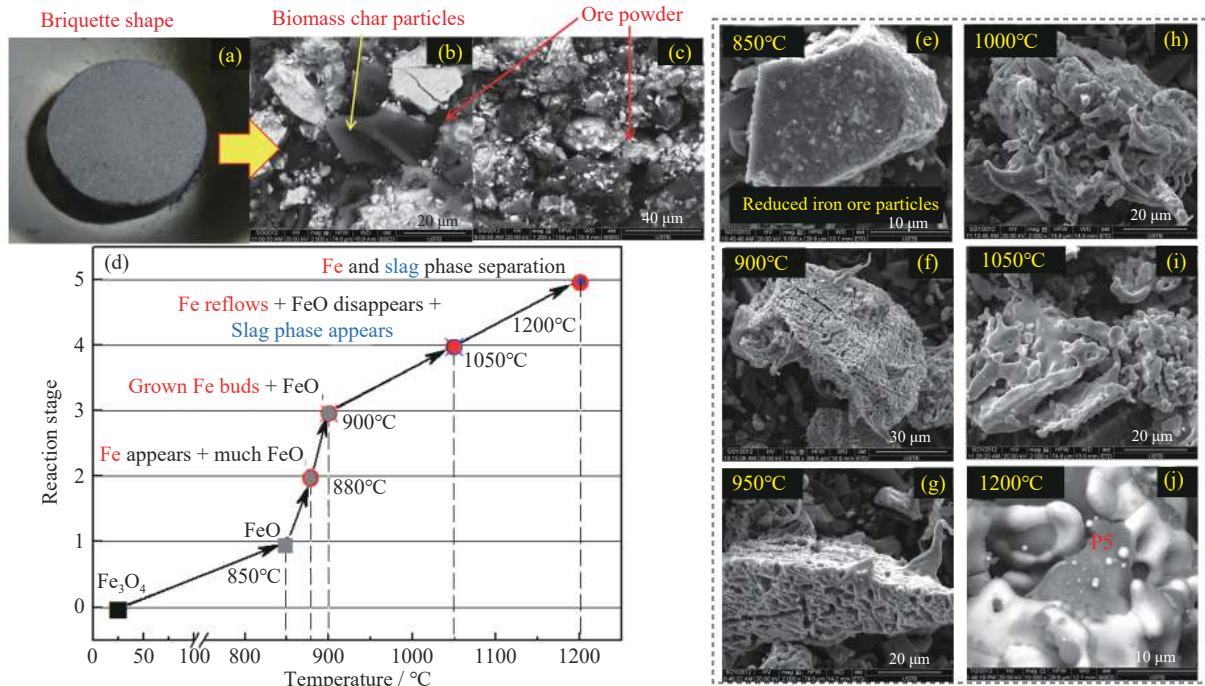 Briquette shape
Biomass char particles
Ore powder
(a)
(b)
(c)
20 μm
40 μm
(d)
Fe and slag phase separation
Fe reflows + FeO disappears +
Slag phase appears
1200℃
1050℃
Grown Fe buds + FeO
900℃
Fe appears + much FeO
880℃
FeO
850℃
Fe₃O₄
Reaction stage
5
4
3
2
1
0
0 50 100 800 900 1000 1100 1200
Temperature / ℃
850℃
(e)
Reduced iron ore particles
10 μm
1000℃
(h)
20 μm
900℃
(f)
30 μm
1050℃
(i)
20 μm
950℃
(g)
20 μm
1200℃
(j)
P5
10 μm